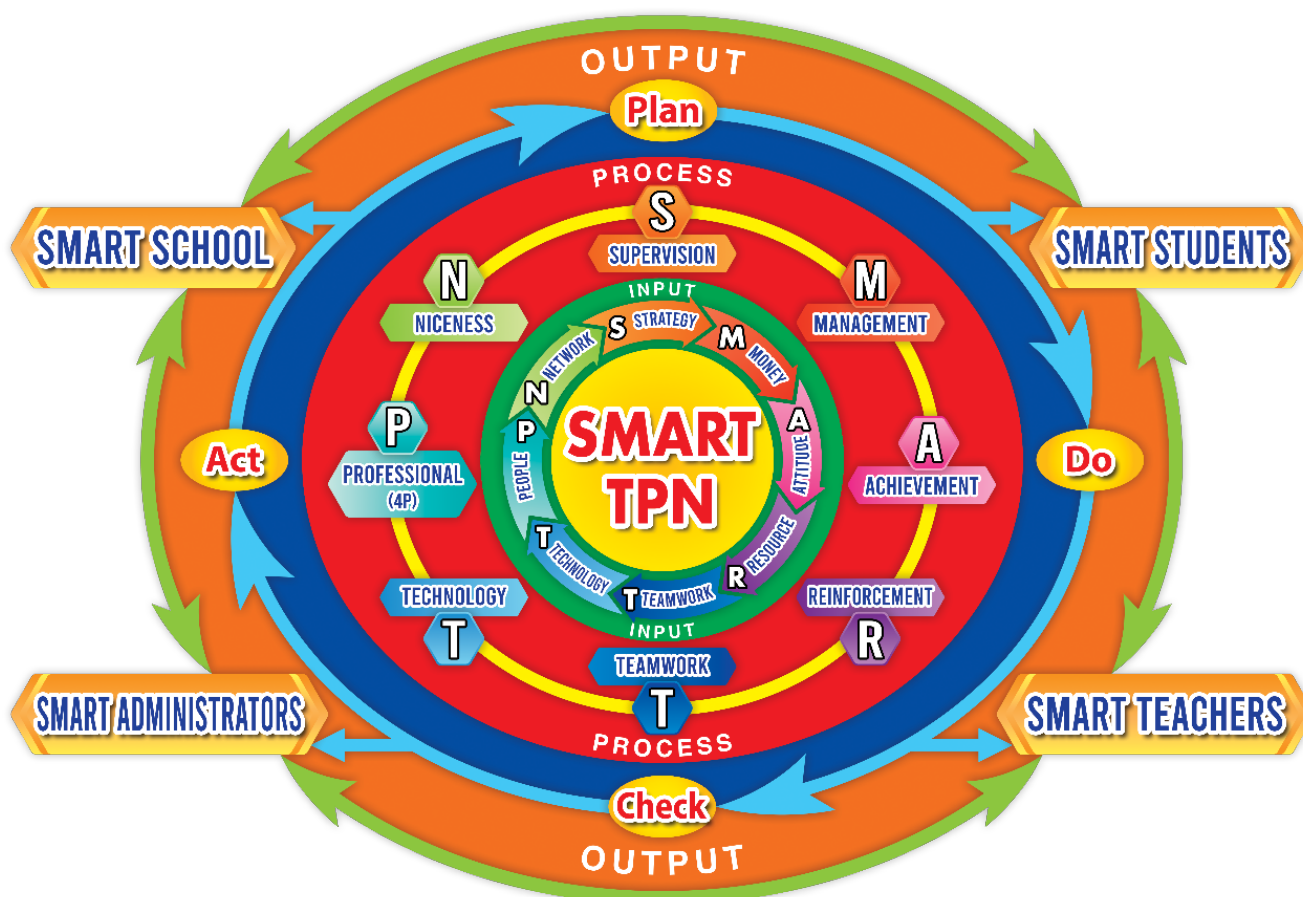 OUTPUT
Plan
PROCESS
S
SUPERVISION
SMART SCHOOL
SMART STUDENTS
N
NICENESS
M
MANAGEMENT
INPUT
S STRATEGY
M MONEY
A ATTITUDE
R RESOURCE
T TEAMWORK
T TECHNOLOGY
P PEOPLE
N NETWORK
SMART
TPN
INPUT
P
PROFESSIONAL
(4P)
A
ACHIEVEMENT
Act
Do
TECHNOLOGY
T
REINFORCEMENT
R
TEAMWORK
T
PROCESS
SMART ADMINISTRATORS
SMART TEACHERS
Check
OUTPUT